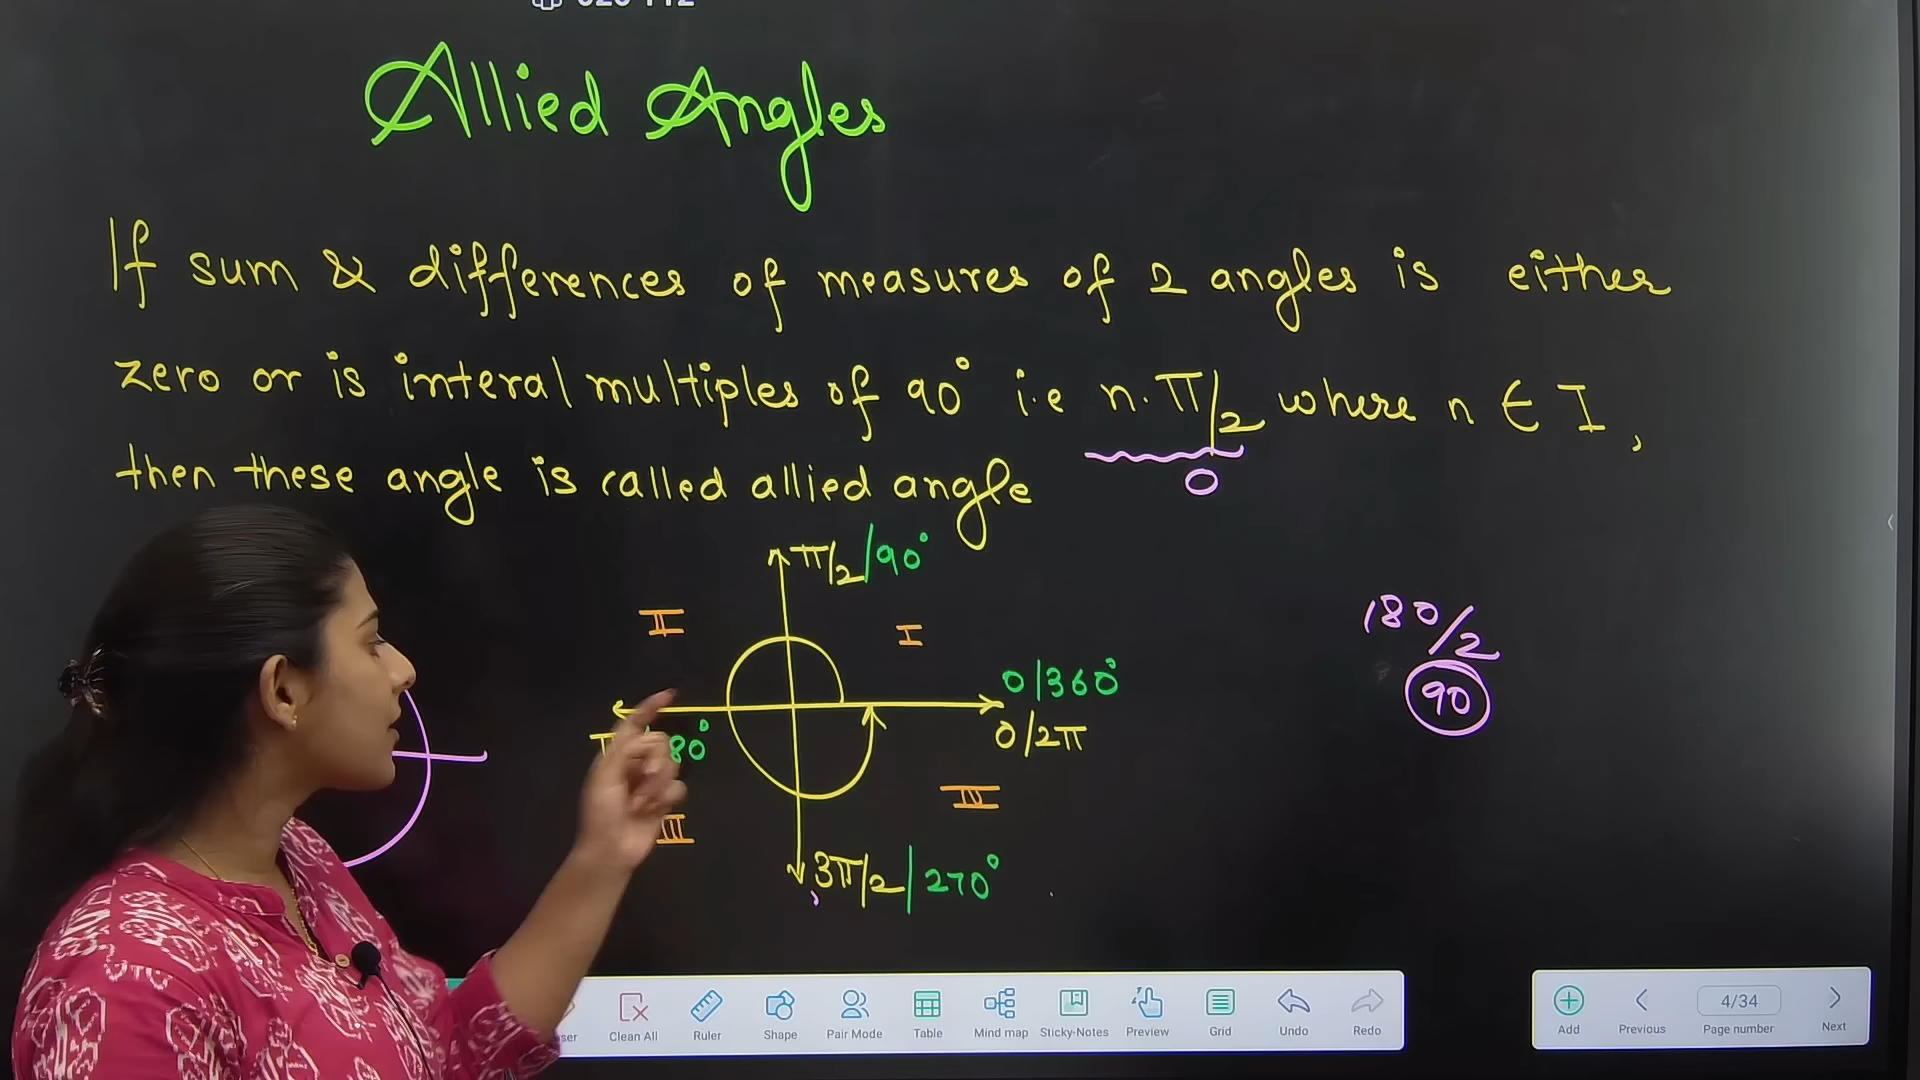 Allied Angles
If sum & differences of measures of 2 angles is either
zero or is interal multiples of 90° i.e n.π/2 where n ∈ I,
then these angle is called allied angle
0
π/2/90°
II
I
180/2
90
0/360°
0/2π
80°
IV
III
3π/2/270°
Clean All
Ruler
Shape
Pair Mode
Table
Mind map
Sticky-Notes
Preview
Grid
Undo
Redo
Add
Previous
4/34
Page number
Next